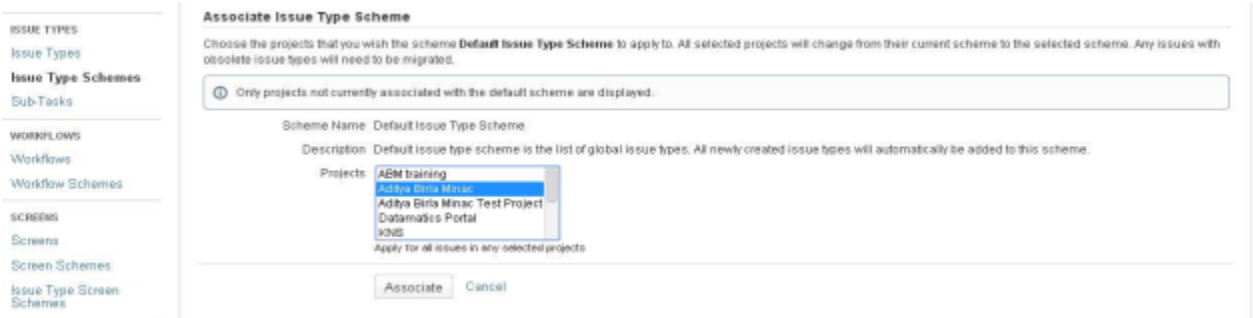 ISSUE TYPES
Issue Types
Issue Type Schemes
Sub-Tasks
WORKFLOWS
Workflows
Workflow Schemes
SCREENS
Screens
Screen Schemes
Issue Type Screen
Schemes
Associate Issue Type Scheme
Choose the projects that you wish the scheme Default Issue Type Scheme to apply to. All selected projects will change from their current scheme to the selected scheme. Any issues with
obsolete issue types will need to be migrated.
Only projects not currently associated with the default scheme are displayed.
Scheme Name Default Issue Type Scheme
Description Default issue type scheme is the list of global issue types. All newly created issue types will automatically be added to this scheme.
Projects ABM training
Aditya Birla Minac
Aditya Birla Minac Test Project
Datamatics Portal
KNS
Apply for all issues in any selected projects
Associate Cancel